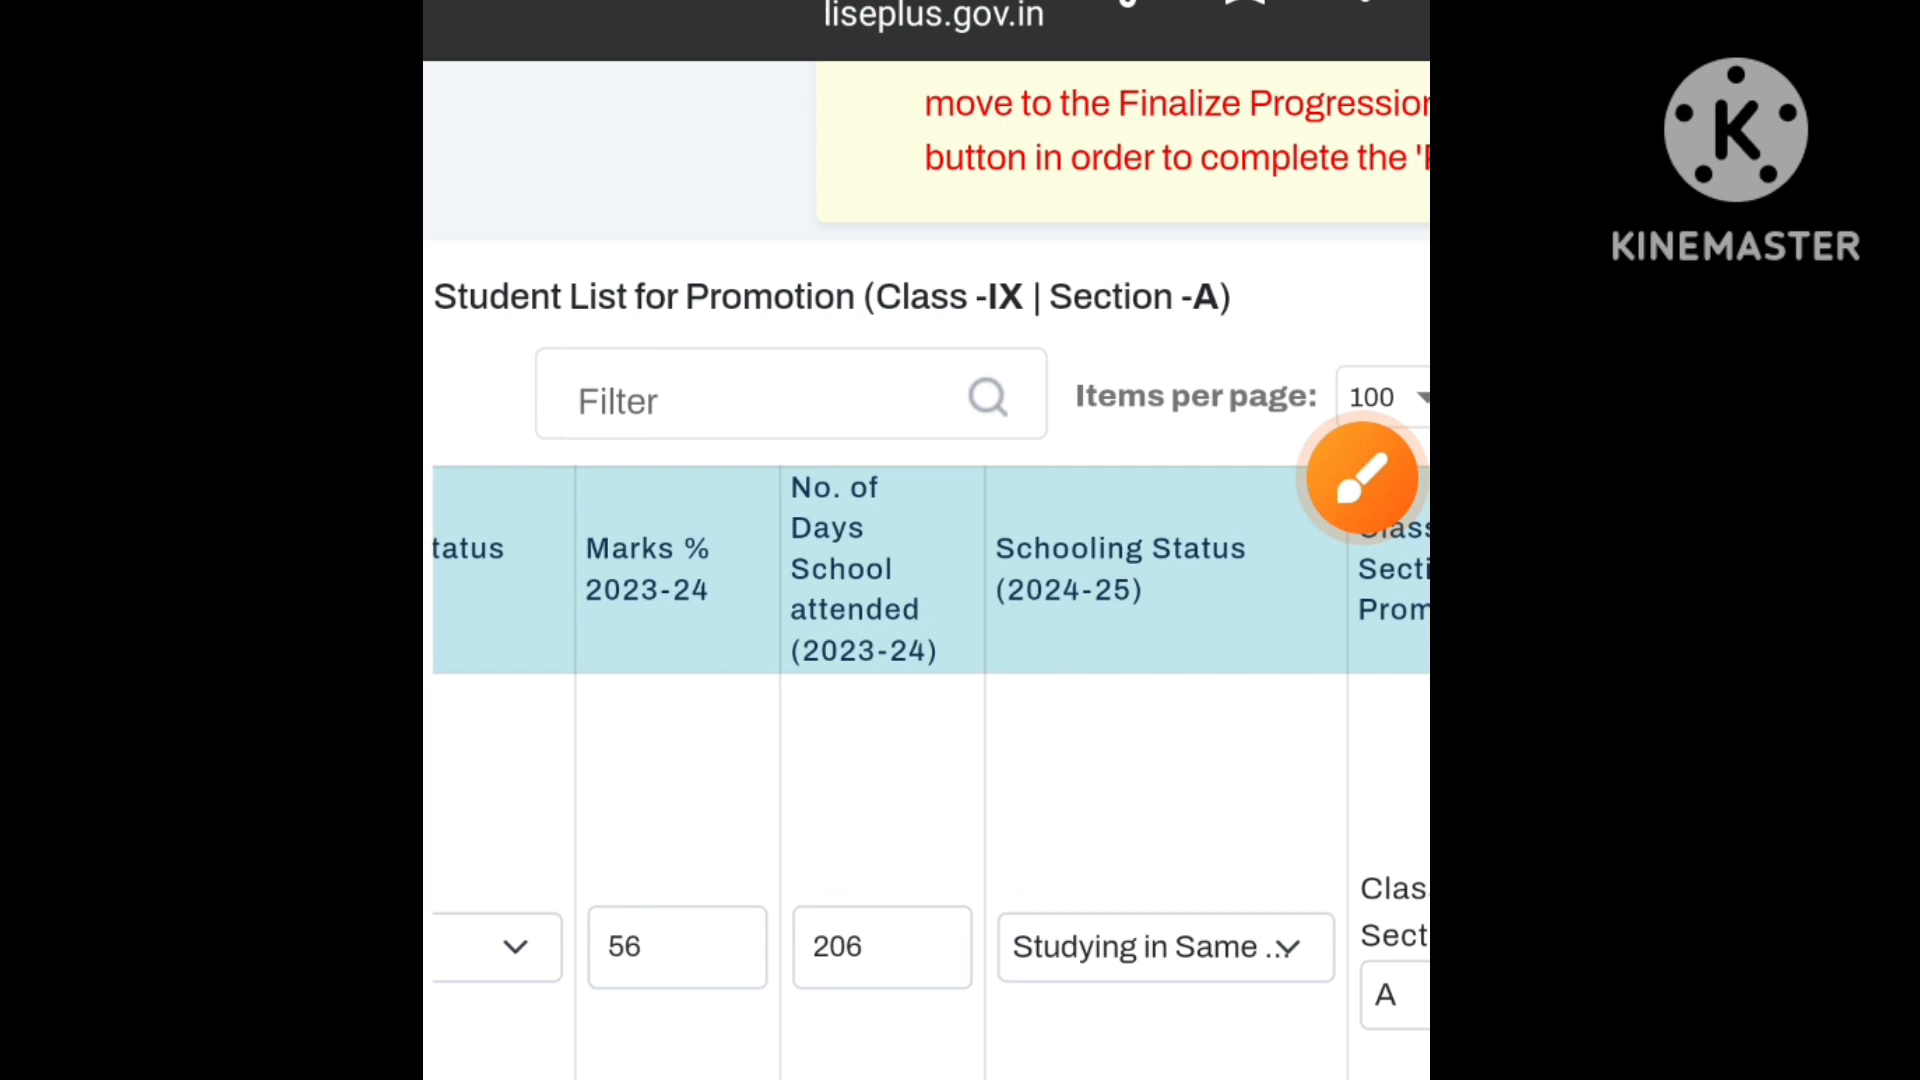 liseplus.gov.in
move to the Finalize Progression
button in order to complete the '
KINEMASTER
Student List for Promotion (Class -IX | Section -A)
Filter
Items per page: 100
tatus
Marks %
2023-24
No. of
Days
School
attended
(2023-24)
Schooling Status
(2024-25)
Class
Secti
Prom
56
206
Studying in Same ...
Clas
Sect
A